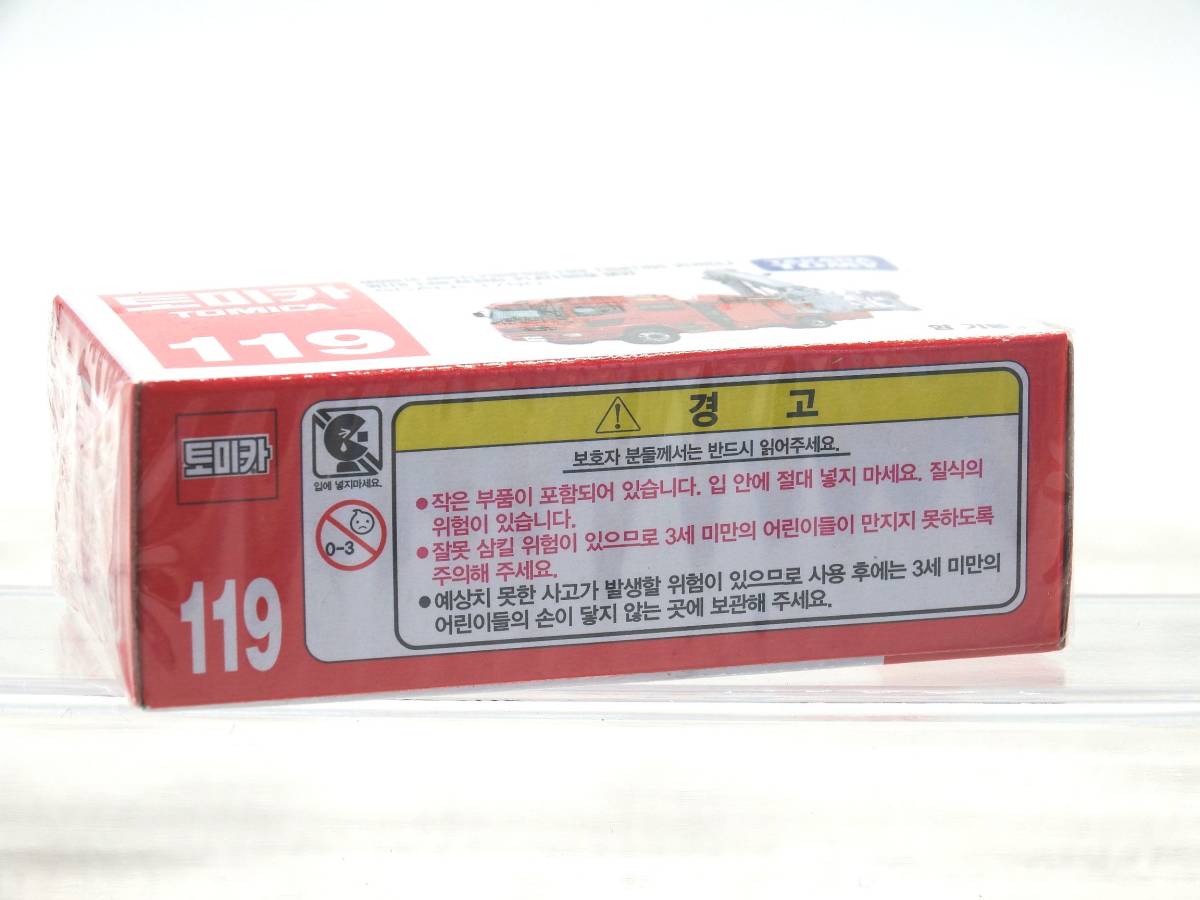 토미카
TOMICA
119
토미카
119
입에 넣지마세요.
0-3
경 고
보호자 분들께서는 반드시 읽어주세요.
●작은 부품이 포함되어 있습니다. 입 안에 절대 넣지 마세요. 질식의
위험이 있습니다.
●잘못 삼킬 위험이 있으므로 3세 미만의 어린이들이 만지지 못하도록
주의해 주세요.
●예상치 못한 사고가 발생할 위험이 있으므로 사용 후에는 3세 미만의
어린이들의 손이 닿지 않는 곳에 보관해 주세요.